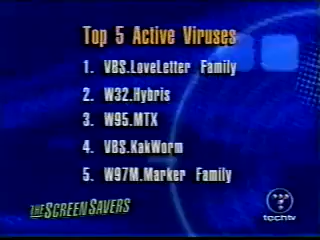 Top 5 Active Viruses
1. VBS.LoveLetter Family
2. W32.Hybris
3. W95.MTX
4. VBS.KakWorm
5. W97M.Marker Family
THE SCREEN SAVERS
techtv